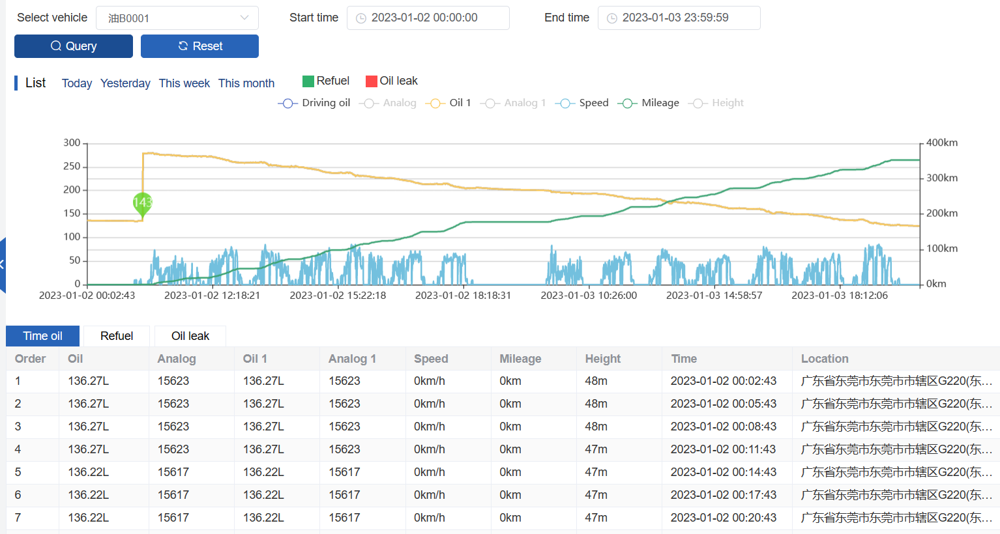 Select vehicle 油B0001 Start time 2023-01-02 00:00:00 End time 2023-01-03 23:59:59
Query Reset
List Today Yesterday This week This month Refuel Oil leak
Driving oil Analog Oil 1 Analog 1 Speed Mileage Height
300 400km
250
300km
200
143
150 200km
100
100km
50
0 0km
2023-01-02 00:02:43 2023-01-02 12:18:21 2023-01-02 15:22:18 2023-01-02 18:18:31 2023-01-03 10:26:00 2023-01-03 14:58:57 2023-01-03 18:12:06
Time oil Refuel Oil leak
Order Oil Analog Oil 1 Analog 1 Speed Mileage Height Time Location
1 136.27L 15623 136.27L 15623 0km/h 0km 48m 2023-01-02 00:02:43 广东省东莞市东莞市市辖区G220(东...
2 136.27L 15623 136.27L 15623 0km/h 0km 48m 2023-01-02 00:05:43 广东省东莞市东莞市市辖区G220(东...
3 136.27L 15623 136.27L 15623 0km/h 0km 48m 2023-01-02 00:08:43 广东省东莞市东莞市市辖区G220(东...
4 136.27L 15623 136.27L 15623 0km/h 0km 47m 2023-01-02 00:11:43 广东省东莞市东莞市市辖区G220(东...
5 136.22L 15617 136.22L 15617 0km/h 0km 47m 2023-01-02 00:14:43 广东省东莞市东莞市市辖区G220(东...
6 136.22L 15617 136.22L 15617 0km/h 0km 47m 2023-01-02 00:17:43 广东省东莞市东莞市市辖区G220(东...
7 136.22L 15617 136.22L 15617 0km/h 0km 47m 2023-01-02 00:20:43 广东省东莞市东莞市市辖区G220(东...